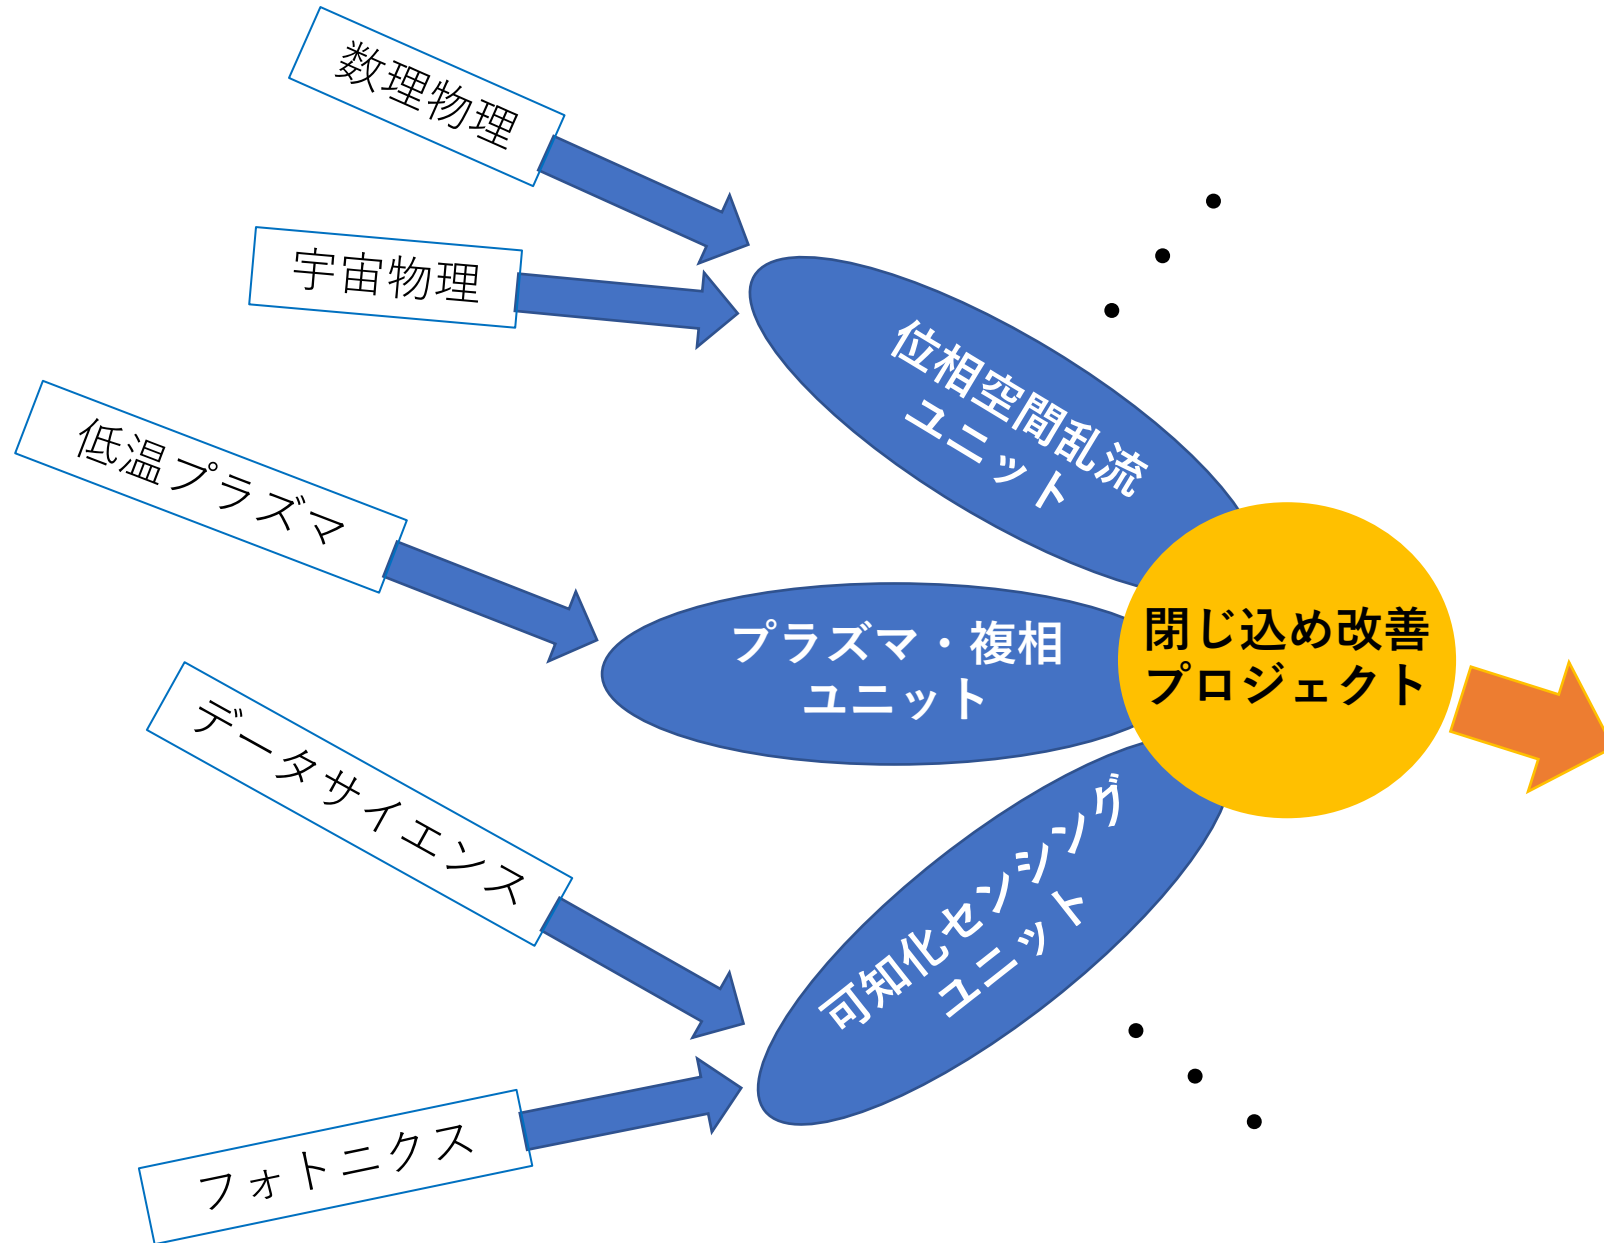 数理物理
宇宙物理
低温プラズマ
データサイエンス
フォトニクス
位相空間乱流
ユニット
プラズマ・複相
ユニット
可知化センシング
ユニット
閉じ込め改善
プロジェクト